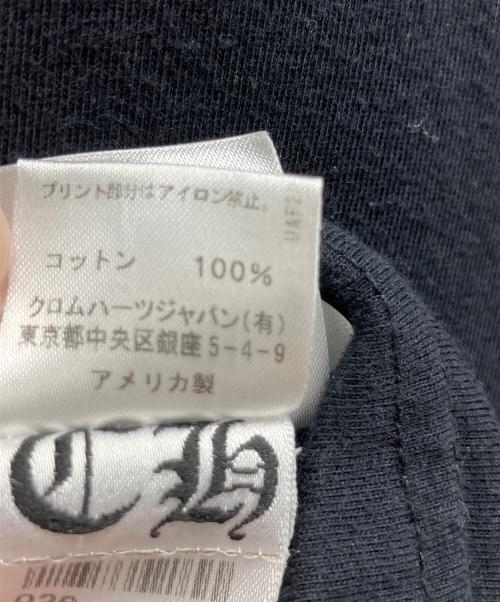 プリント部分はアイロン禁止。
コットン 100%
クロムハーツジャパン(有)
東京都中央区銀座5-4-9
アメリカ製
CH